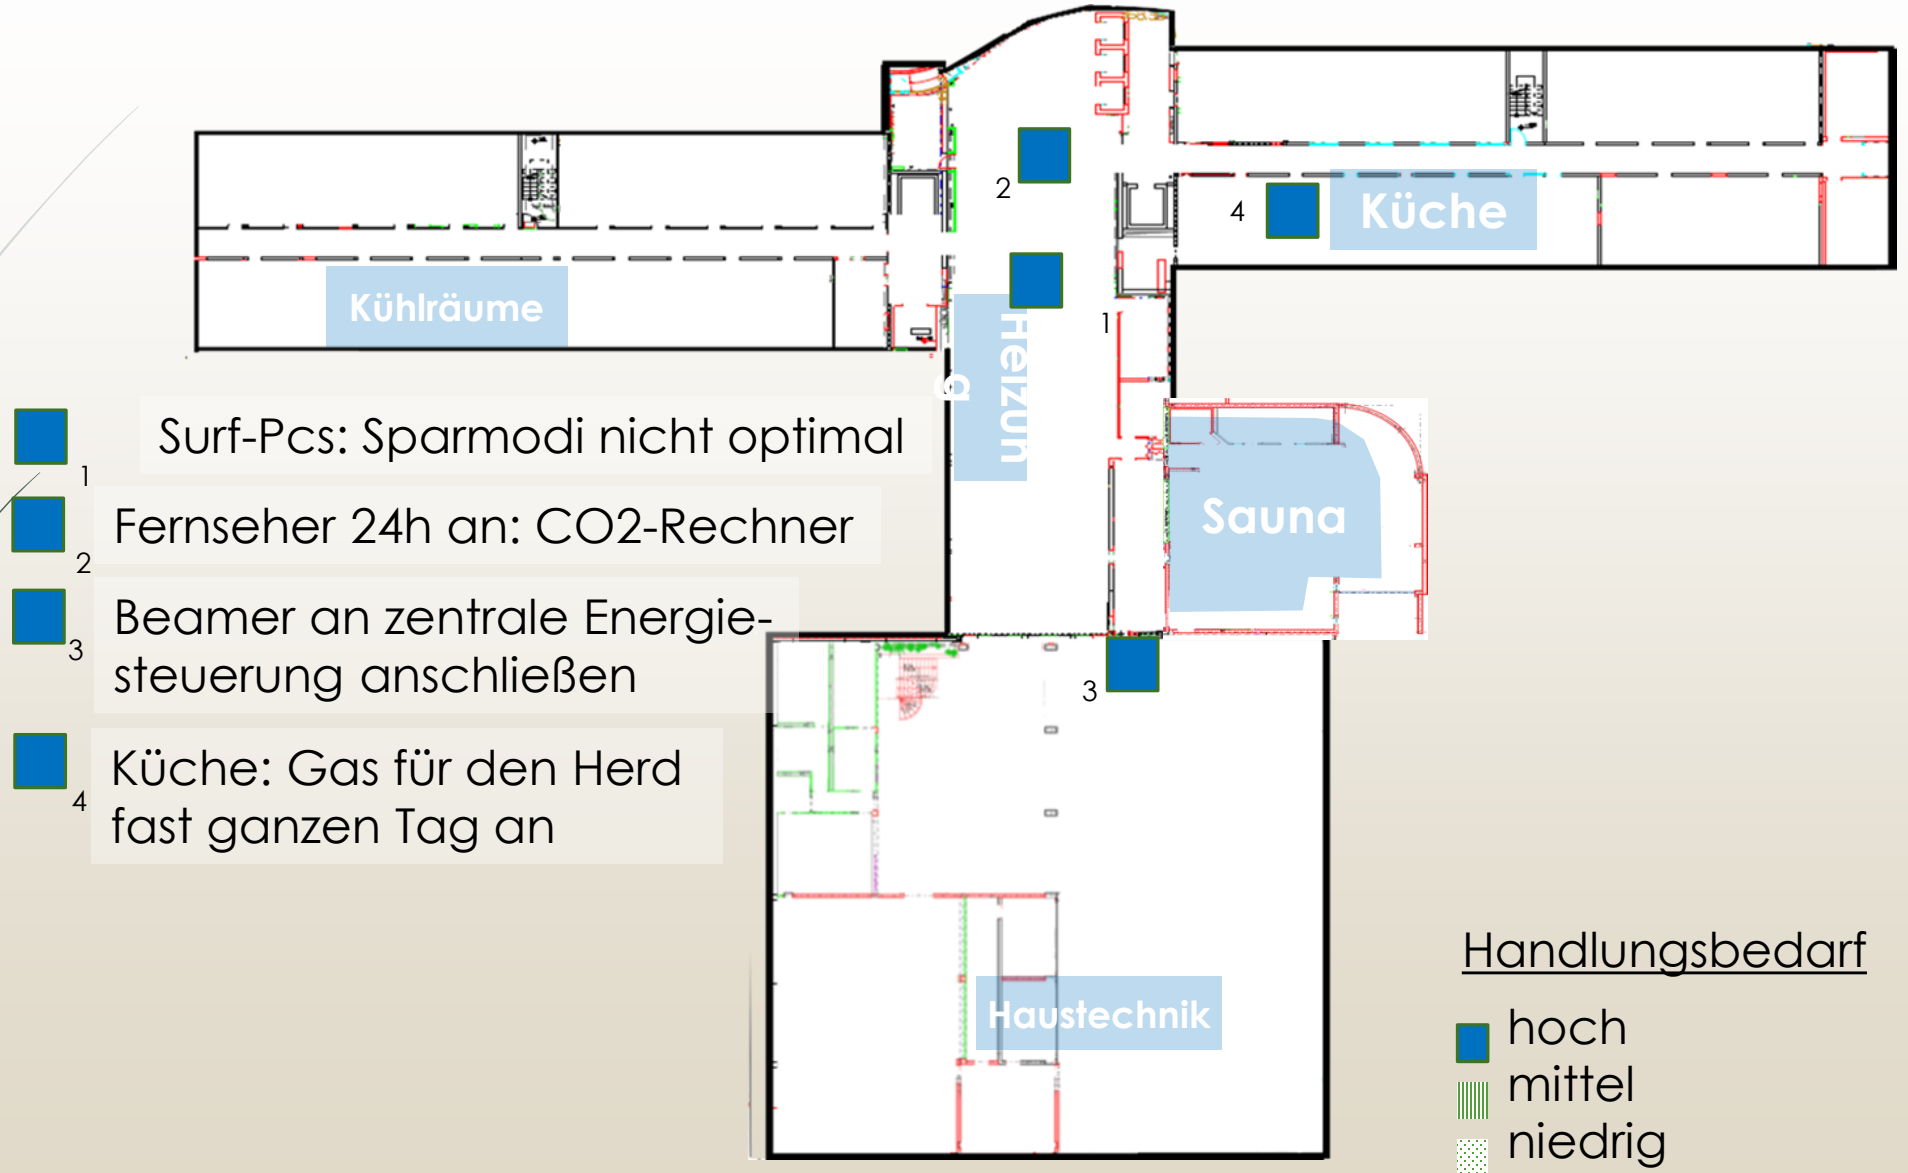 2
4
Küche
Kühlräume
1
Heizun
g
Surf-Pcs: Sparmodi nicht optimal
1
Fernseher 24h an: CO2-Rechner
2
Sauna
Beamer an zentrale Energie-
steuerung anschließen
3
3
Küche: Gas für den Herd
fast ganzen Tag an
4
Haustechnik
Handlungsbedarf
hoch
mittel
niedrig